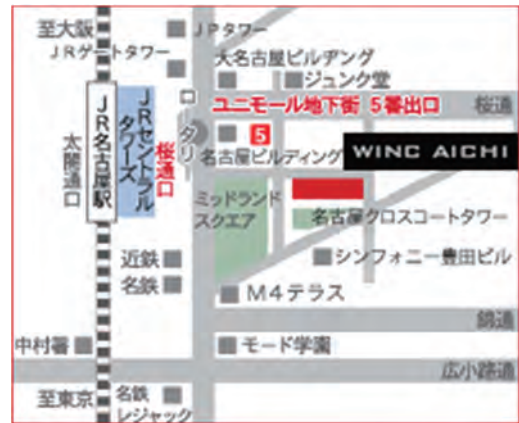 至大阪
JPタワー
JRゲートタワー
大名古屋ビルヂング
ジュンク堂
ユニモール地下街 5番出口
桜通
ロータリー
JR名古屋駅
JRセントラル
タワーズ
桜通口
太閤通口
5
名古屋ビルディング
WINC AICHI
ミッドランド
スクエア
名古屋クロスコートタワー
近鉄
シンフォニー豊田ビル
名鉄
M4テラス
錦通
中村署
モード学園
広小路通
至東京
名鉄
レジャック